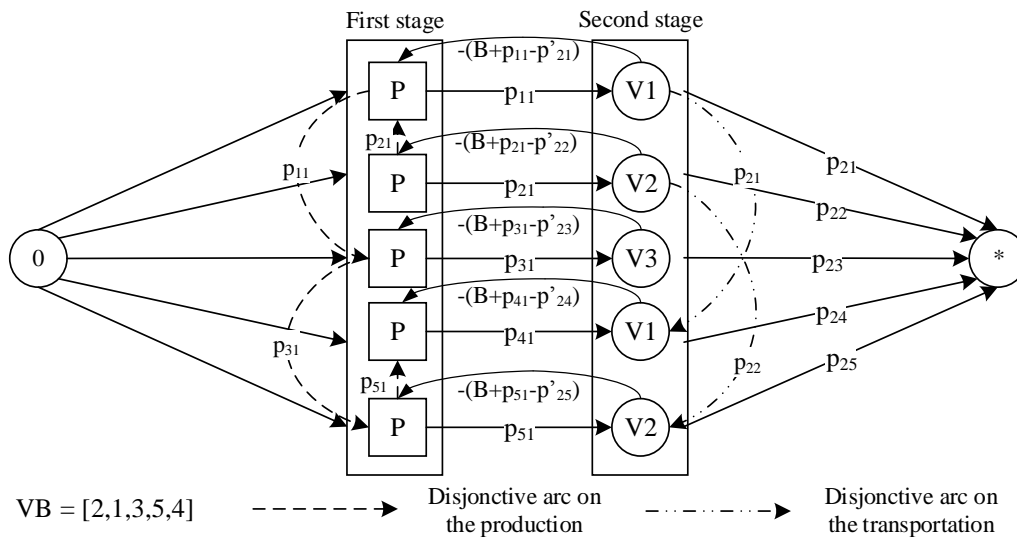 First stage
Second stage
-(B+p11-p’21)
P
p11
V1
p21
-(B+p21-p’22)
p21
p21
p11
P
p21
V2
p22
-(B+p31-p’23)
0
P
p31
V3
p23
*
-(B+p41-p’24)
P
p41
V1
p24
p31
p51
p22
p25
-(B+p51-p’25)
P
p51
V2
VB = [2,1,3,5,4]
Disjonctive arc on
the production
Disjonctive arc on
the transportation